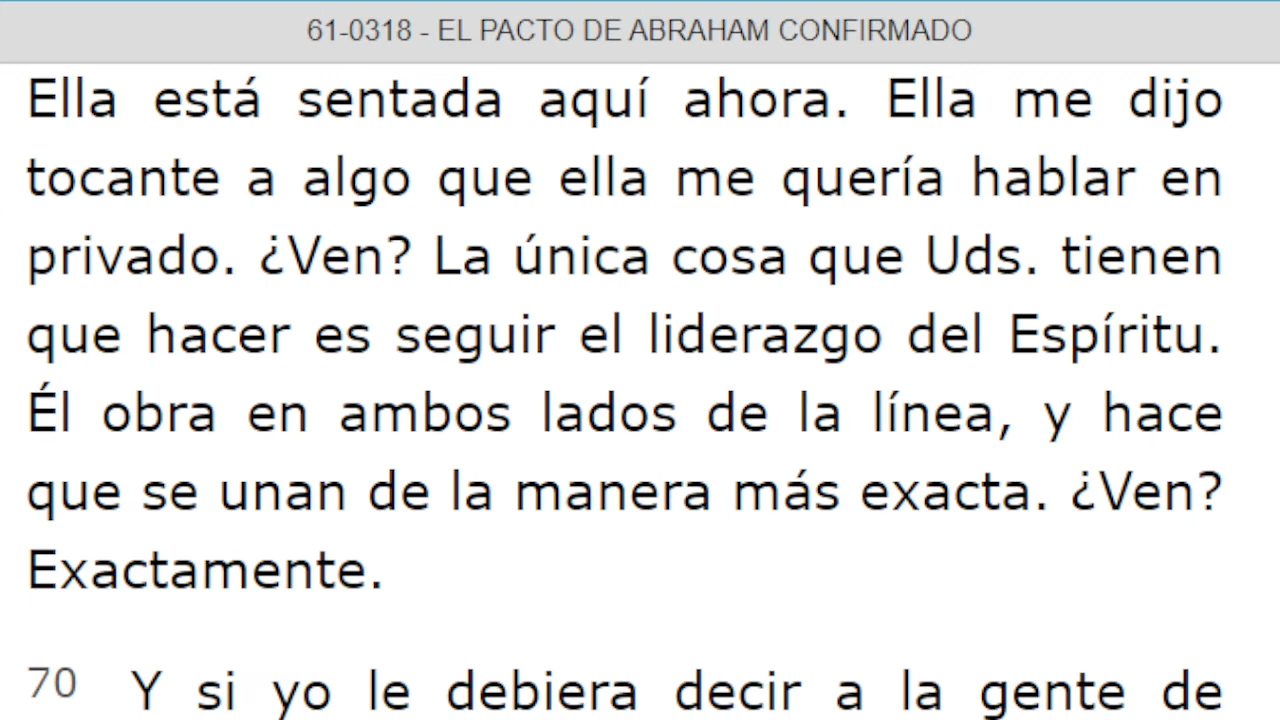 61-0318 - EL PACTO DE ABRAHAM CONFIRMADO
Ella está sentada aquí ahora. Ella me dijo
tocante a algo que ella me quería hablar en
privado. ¿Ven? La única cosa que Uds. tienen
que hacer es seguir el liderazgo del Espíritu.
Él obra en ambos lados de la línea, y hace
que se unan de la manera más exacta. ¿Ven?
Exactamente.
70 Y si yo le debiera decir a la gente de